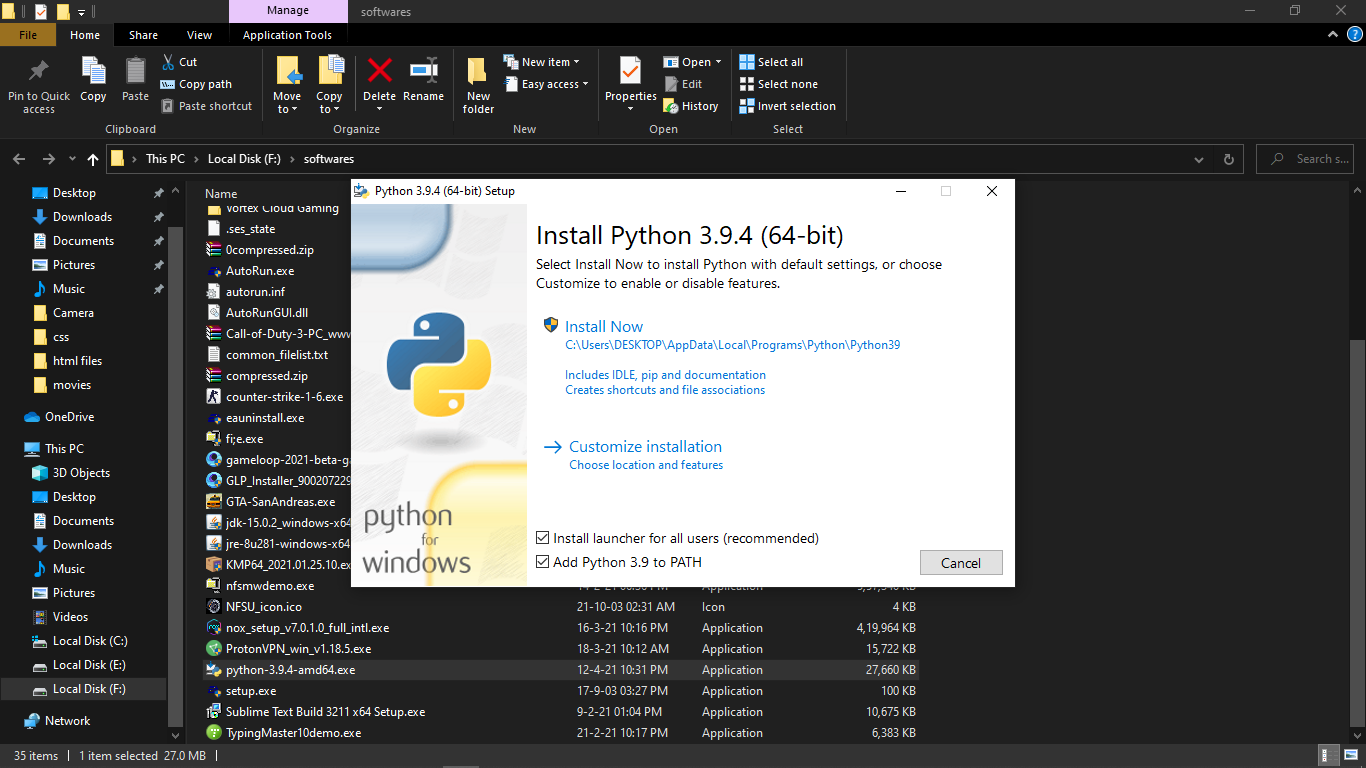 Manage
softwares
File
Home
Share
View
Application Tools
Pin to Quick access
Copy
Paste
Cut
Copy path
Paste shortcut
Clipboard
Move to
Copy to
Delete
Rename
Organize
New folder
New item
Easy access
New
Properties
Open
Edit
History
Open
Select all
Select none
Invert selection
Select
This PC
Local Disk (F:)
softwares
Search s...
Desktop
Downloads
Documents
Pictures
Music
Camera
css
html files
movies
OneDrive
This PC
3D Objects
Desktop
Documents
Downloads
Music
Pictures
Videos
Local Disk (C:)
Local Disk (E:)
Local Disk (F:)
Network
Name
Vortex Cloud Gaming
.ses_state
0compressed.zip
AutoRun.exe
autorun.inf
AutoRunGUI.dll
Call-of-Duty-3-PC_www
common_filelist.txt
compressed.zip
counter-strike-1-6.exe
eauninstall.exe
fi;e.exe
gameloop-2021-beta-ga
GLP_Installer_900207229
GTA-SanAndreas.exe
jdk-15.0.2_windows-x64
jre-8u281-windows-x64
KMP64_2021.01.25.10.ex
nfsmwdemo.exe Application
NFSU_icon.ico 21-10-03 02:31 AM Icon 4 KB
nox_setup_v7.0.1.0_full_intl.exe 16-3-21 10:16 PM Application 4,19,964 KB
ProtonVPN_win_v1.18.5.exe 18-3-21 10:12 AM Application 15,722 KB
python-3.9.4-amd64.exe 12-4-21 10:31 PM Application 27,660 KB
setup.exe 17-9-03 03:27 PM Application 100 KB
Sublime Text Build 3211 x64 Setup.exe 9-2-21 01:04 PM Application 10,675 KB
TypingMaster10demo.exe 21-2-21 10:17 PM Application 6,383 KB
Python 3.9.4 (64-bit) Setup
Install Python 3.9.4 (64-bit)
Select Install Now to install Python with default settings, or choose
Customize to enable or disable features.
Install Now
C:\Users\DESKTOP\AppData\Local\Programs\Python\Python39
Includes IDLE, pip and documentation
Creates shortcuts and file associations
Customize installation
Choose location and features
Install launcher for all users (recommended)
Add Python 3.9 to PATH
Cancel
python
for
windows
35 items
1 item selected 27.0 MB